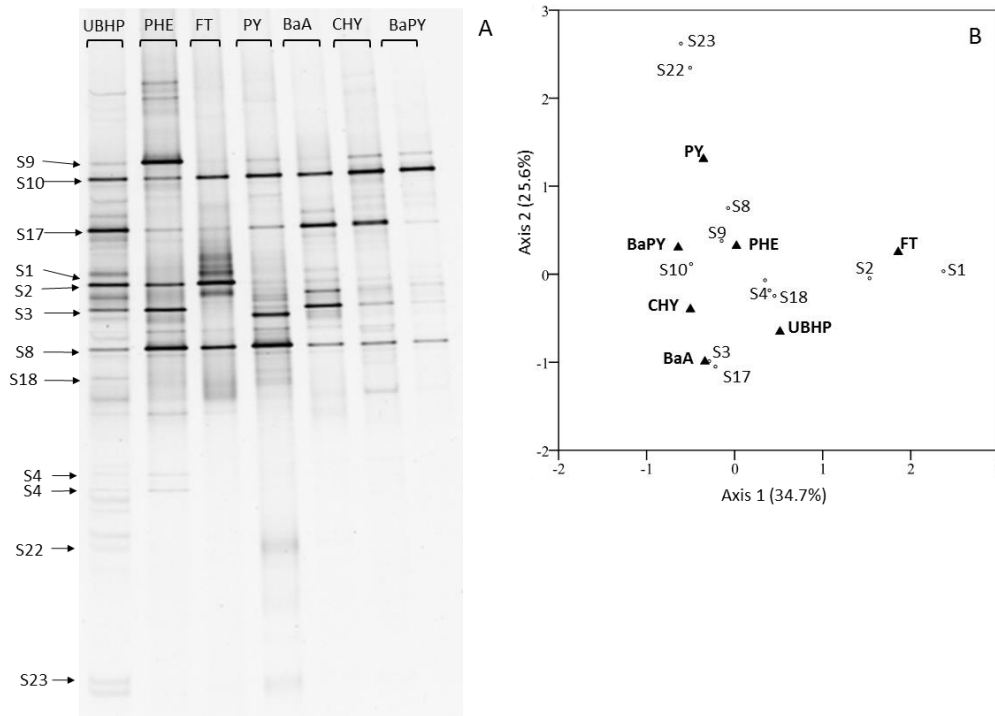 UBHP PHE FT PY BaA CHY BaPY
A
S9
S10
S17
S1
S2
S3
S8
S18
S4
S4
S22
S23
B
3
2
1
0
-1
-2
-2 -1 0 1 2
Axis 2 (25.6%)
Axis 1 (34.7%)
S23
S22
PY
S8
S9
BaPY PHE FT
S10 S2 S1
S4 S18
CHY
UBHP
BaA S3
S17